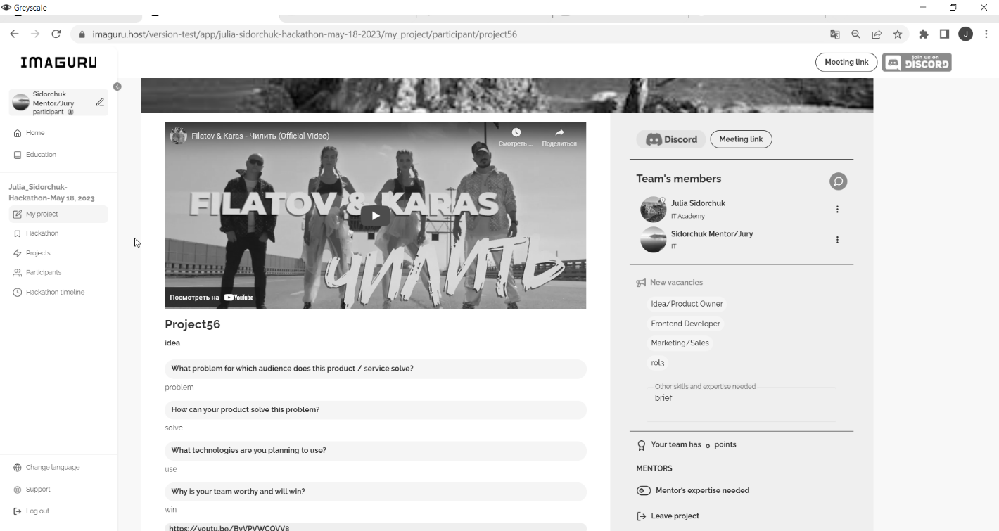 Greyscale
imaguru.host/version-test/app/julia-sidorchuk-hackathon-may-18-2023/my_project/participant/project56
J
IMAGURU
Meeting link
join us on
DISCORD
Sidorchuk
Mentor/Jury
participant
Home
Education
Julia_Sidorchuk-
Hackathon-May 18, 2023
My project
Hackathon
Projects
Participants
Hackathon timeline
Change language
Support
Log out
Filatov & Karas - Чилить (Official Video)
Смотреть ...
Поделиться
FILATOV & KARAS
ЧИЛИТЬ
Посмотреть на YouTube
Project56
idea
What problem for which audience does this product / service solve?
problem
How can your product solve this problem?
solve
What technologies are you planning to use?
use
Why is your team worthy and will win?
win
https://youtu.be/ByVPVWCQVV8
Discord
Meeting link
Team's members
Julia Sidorchuk
IT Academy
Sidorchuk Mentor/Jury
IT
New vacancies
Idea/Product Owner
Frontend Developer
Marketing/Sales
rol3
Other skills and expertise needed
brief
Your team has 0 points
MENTORS
Mentor's expertise needed
Leave project